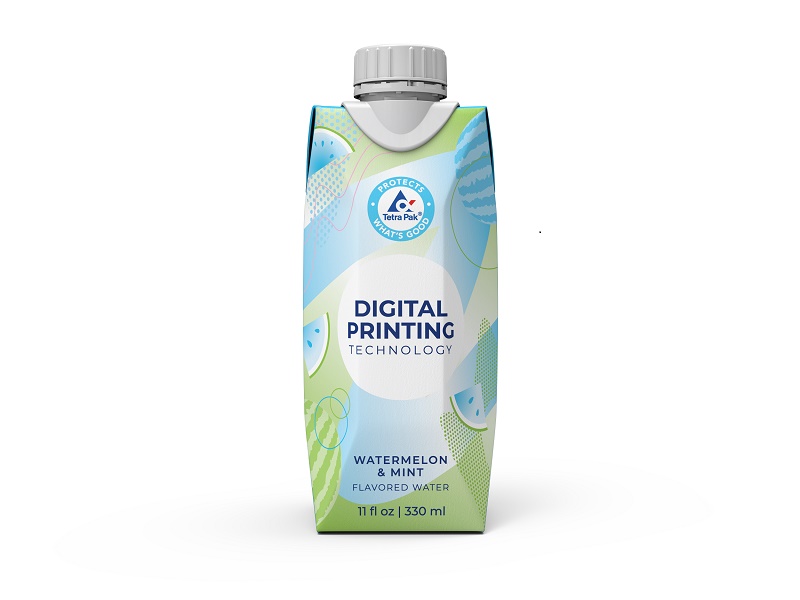 PROTECTS
Tetra Pak®
WHAT'S GOOD
DIGITAL
PRINTING
TECHNOLOGY
WATERMELON
& MINT
FLAVORED WATER
11 fl oz | 330 ml